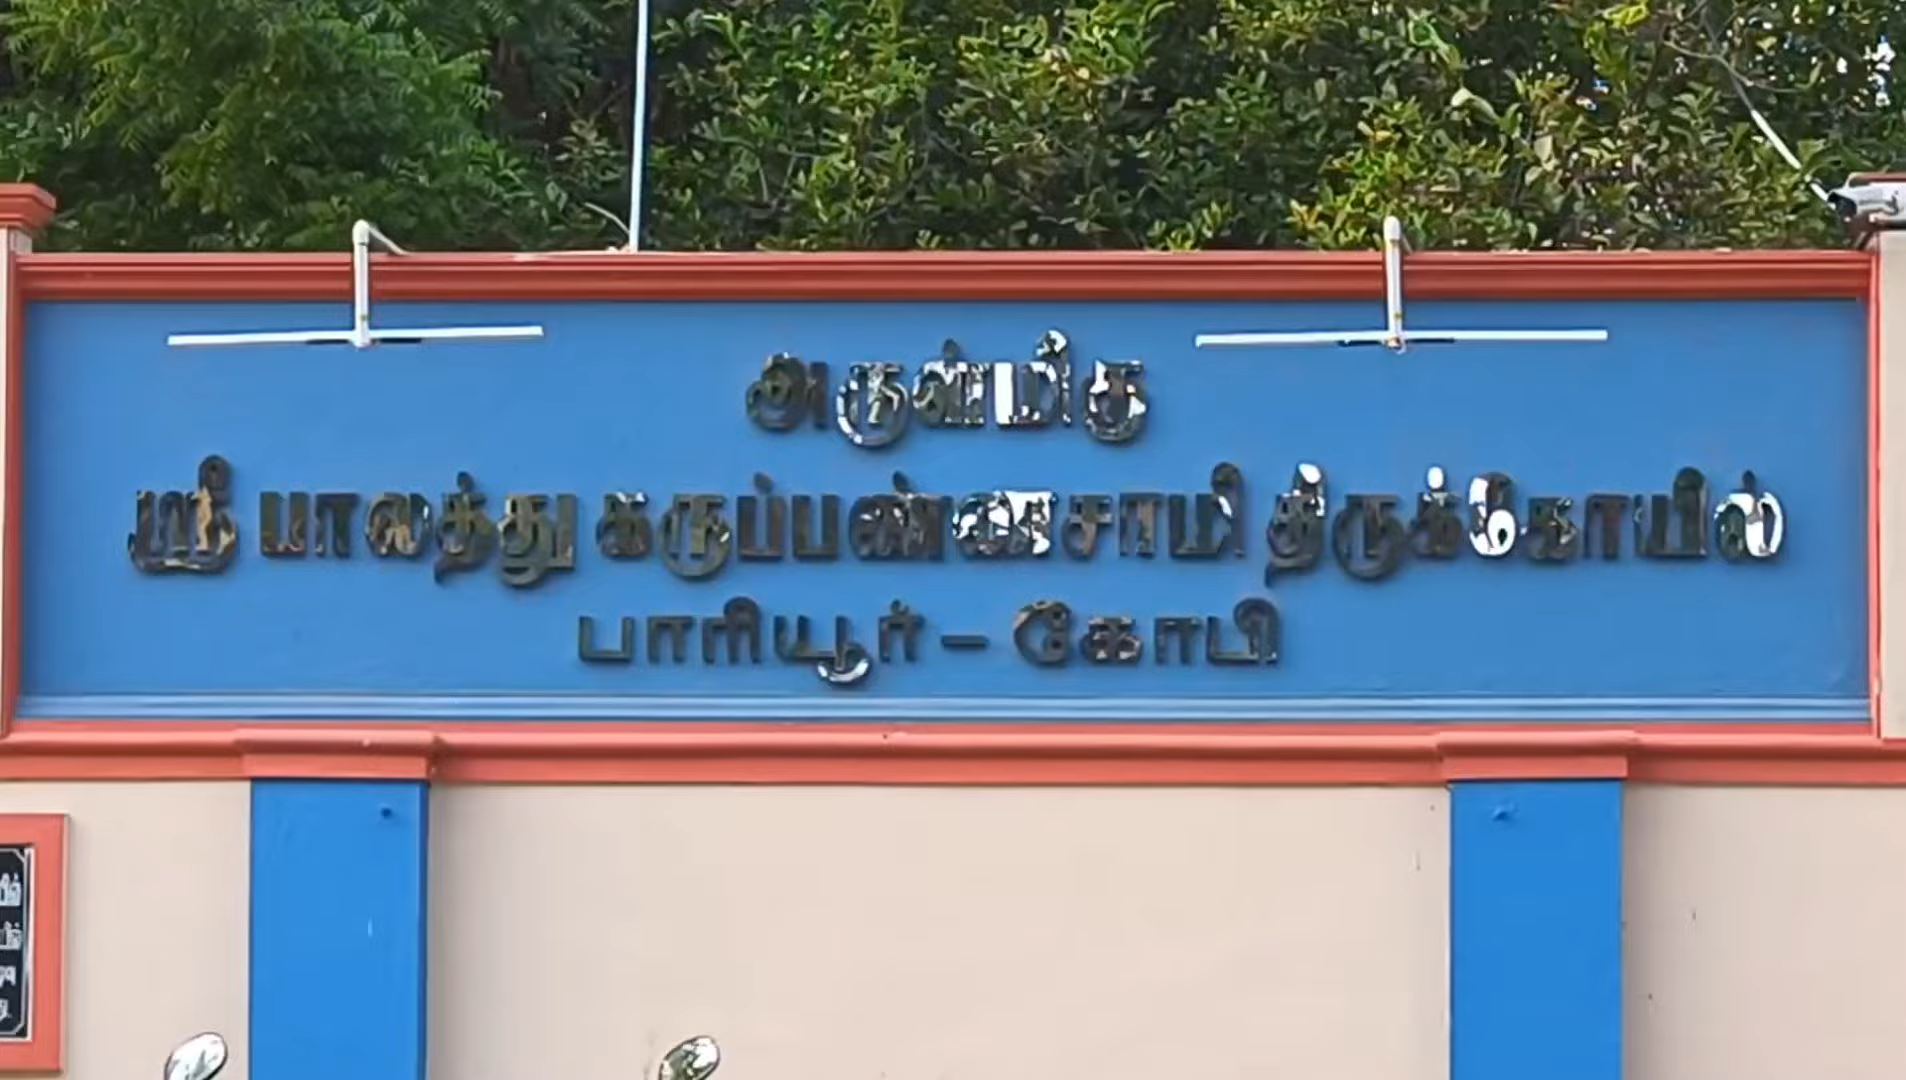 அருள்மிகு
ஸ்ரீ பாலத்து கருப்பண்ணசாமி திருக்கோயில்
பாரியூர் - கோபி